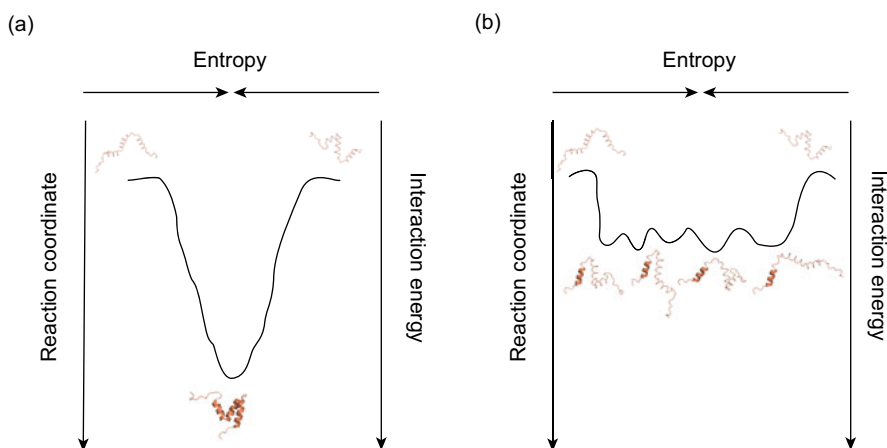 (a)
Entropy
Reaction coordinate
Interaction energy
(b)
Entropy
Reaction coordinate
Interaction energy